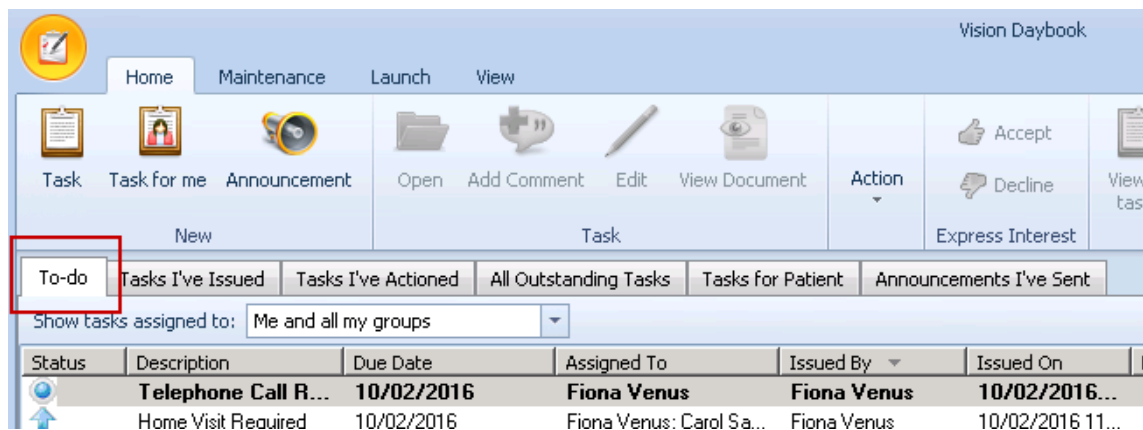 Vision Daybook
Home Maintenance Launch View
Task Task for me Announcement Open Add Comment Edit View Document Action Accept Decline View
tas
New Task Express Interest
To-do Tasks I've Issued Tasks I've Actioned All Outstanding Tasks Tasks for Patient Announcements I've Sent
Show tasks assigned to: Me and all my groups
Status Description Due Date Assigned To Issued By Issued On
Telephone Call R... 10/02/2016 Fiona Venus Fiona Venus 10/02/2016...
Home Visit Required 10/02/2016 Fiona Venus; Carol Sa... Fiona Venus 10/02/2016 11...